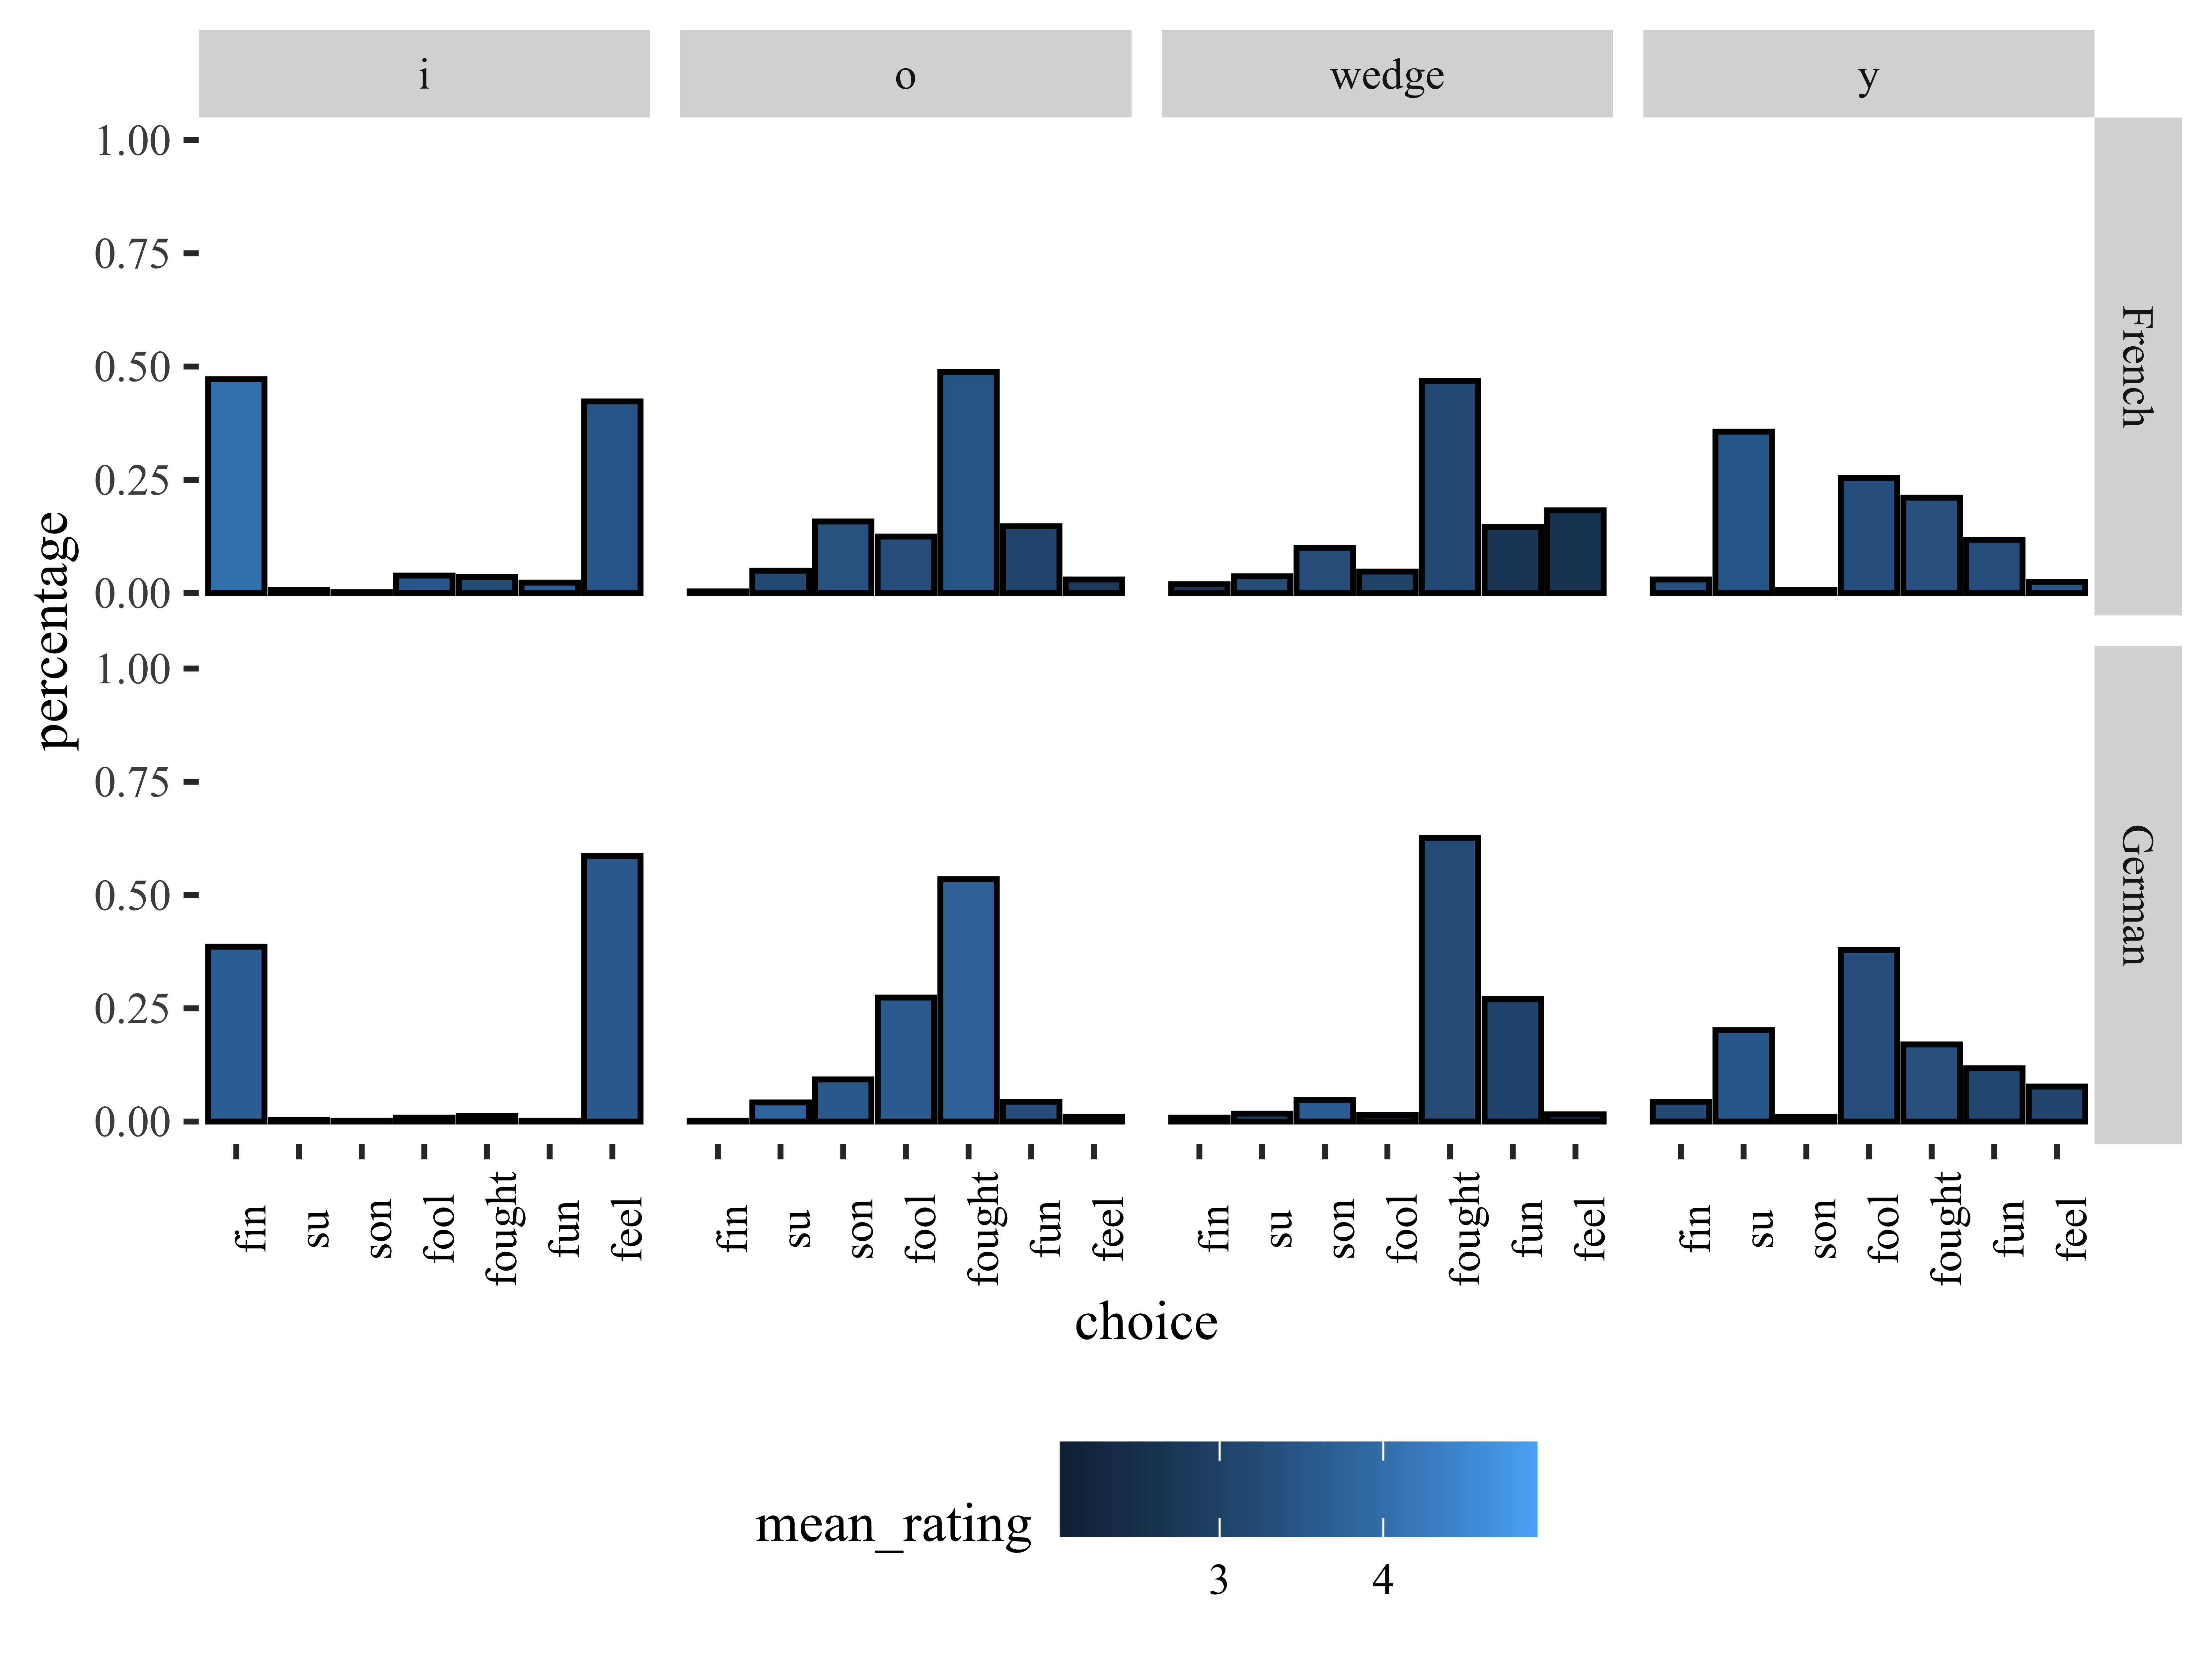 i o wedge y
1.00
0.75
0.50
0.25
0.00
French
percentage
1.00
0.75
0.50
0.25
0.00
German
fin su son fool fought fun feel fin su son fool fought fun feel fin su son fool fought fun feel fin su son fool fought fun feel
choice
mean_rating
3 4